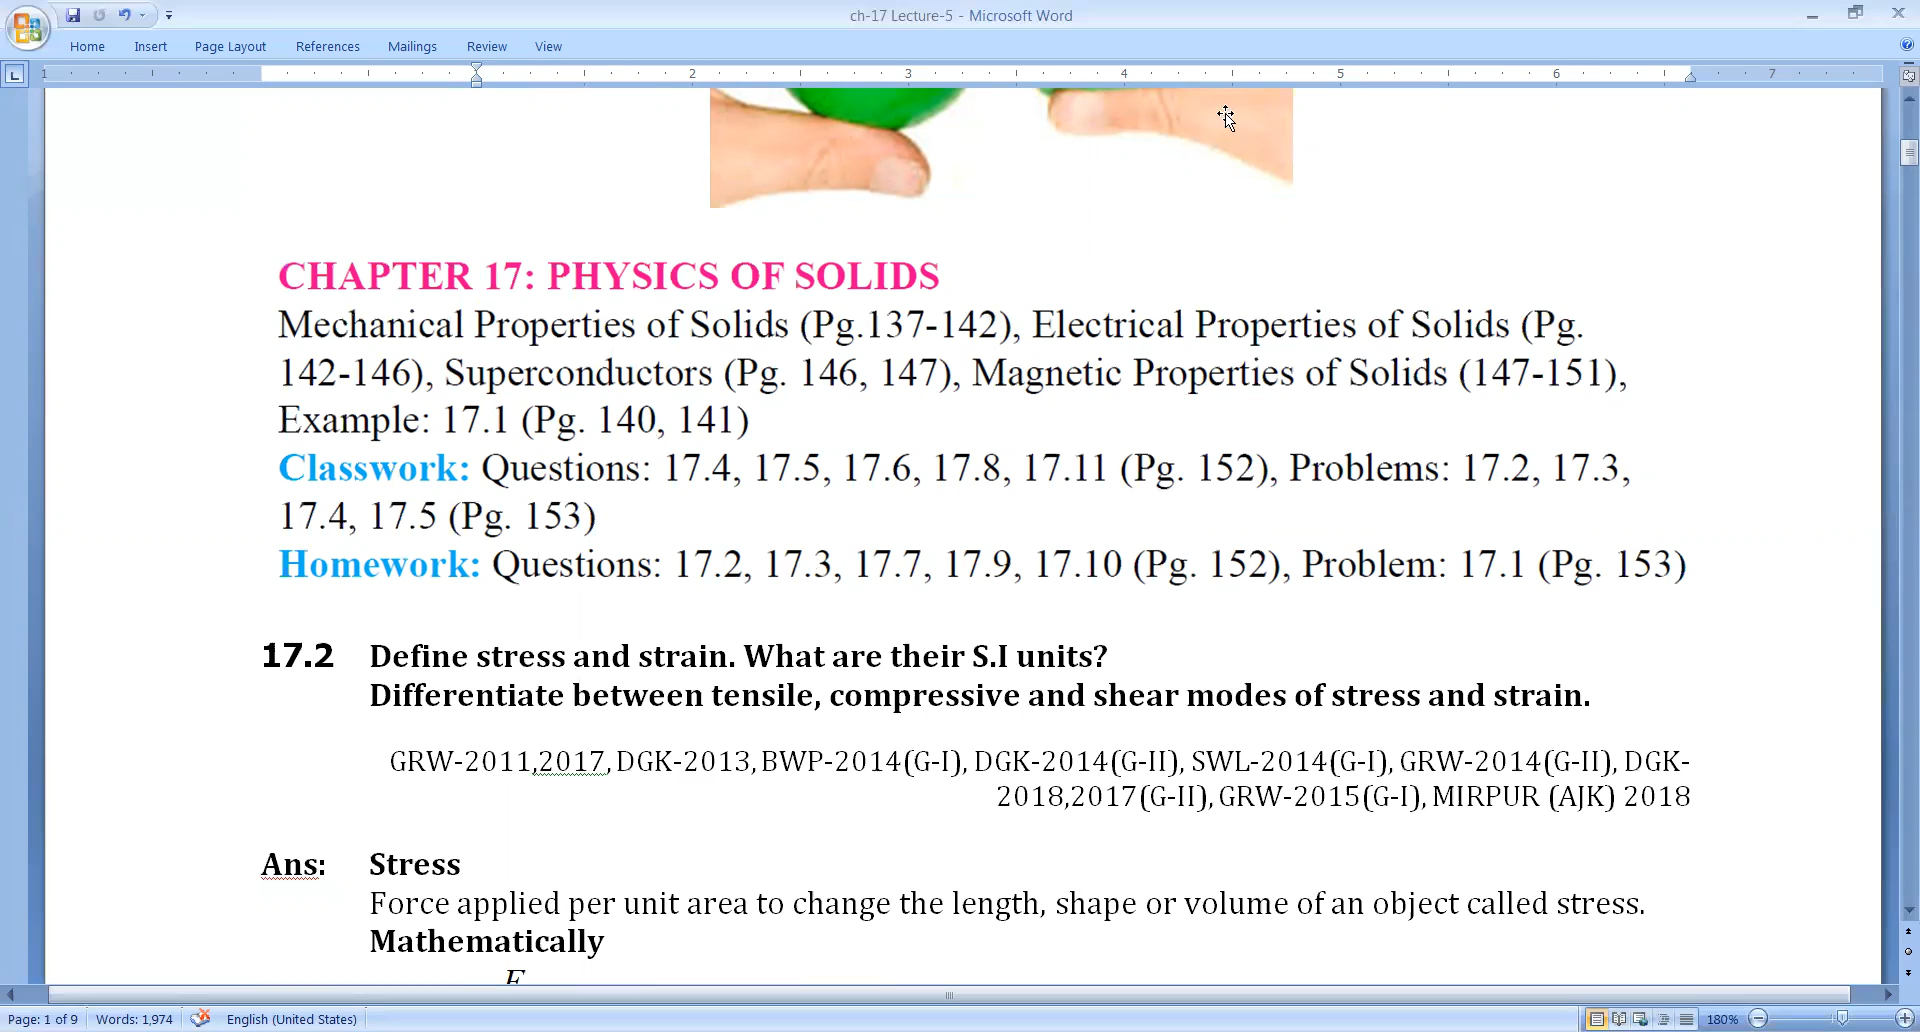 ch-17 Lecture-5 - Microsoft Word
Home Insert Page Layout References Mailings Review View
1 2 3 4 5 6 7
CHAPTER 17: PHYSICS OF SOLIDS
Mechanical Properties of Solids (Pg.137-142), Electrical Properties of Solids (Pg.
142-146), Superconductors (Pg. 146, 147), Magnetic Properties of Solids (147-151),
Example: 17.1 (Pg. 140, 141)
Classwork: Questions: 17.4, 17.5, 17.6, 17.8, 17.11 (Pg. 152), Problems: 17.2, 17.3,
17.4, 17.5 (Pg. 153)
Homework: Questions: 17.2, 17.3, 17.7, 17.9, 17.10 (Pg. 152), Problem: 17.1 (Pg. 153)
17.2 Define stress and strain. What are their S.I units?
Differentiate between tensile, compressive and shear modes of stress and strain.
GRW-2011,2017, DGK-2013, BWP-2014(G-I), DGK-2014(G-II), SWL-2014(G-I), GRW-2014(G-II), DGK-
2018,2017(G-II), GRW-2015(G-I), MIRPUR (AJK) 2018
Ans: Stress
Force applied per unit area to change the length, shape or volume of an object called stress.
Mathematically
F
Page: 1 of 9 Words: 1,974 English (United States) 180%